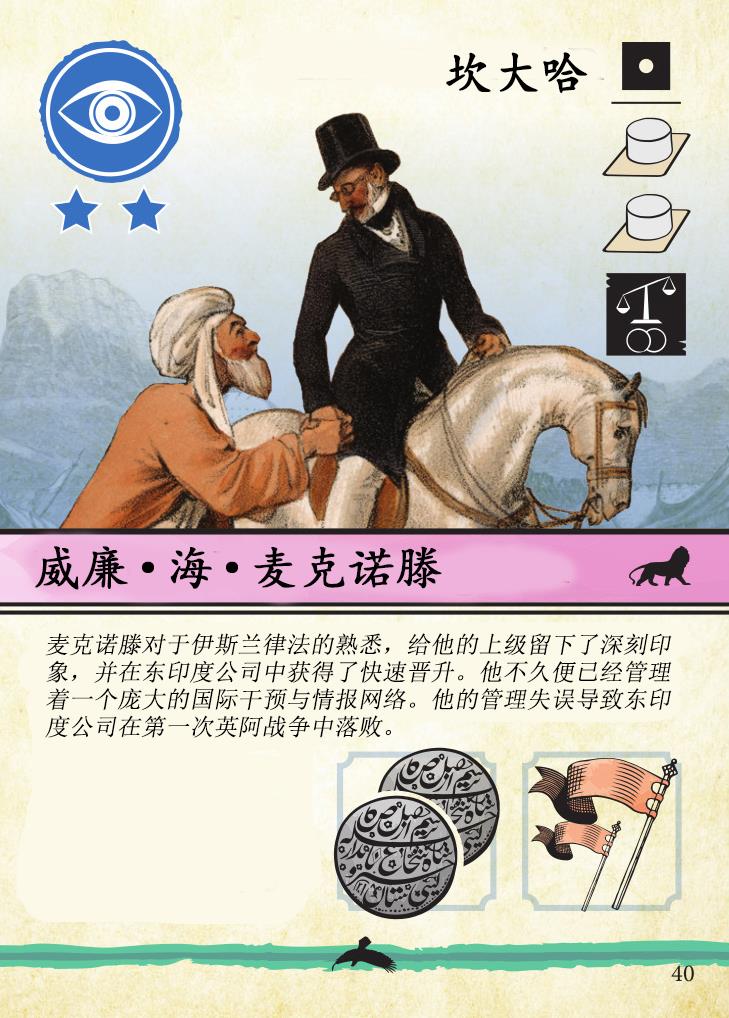 坎大哈
威廉·海·麦克诺滕
麦克诺滕对于伊斯兰律法的熟悉，给他的上级留下了深刻印
象，并在东印度公司中获得了快速晋升。他不久便已经管理
着一个庞大的国际干预与情报网络。他的管理失误导致东印
度公司在第一次英阿战争中落败。
40